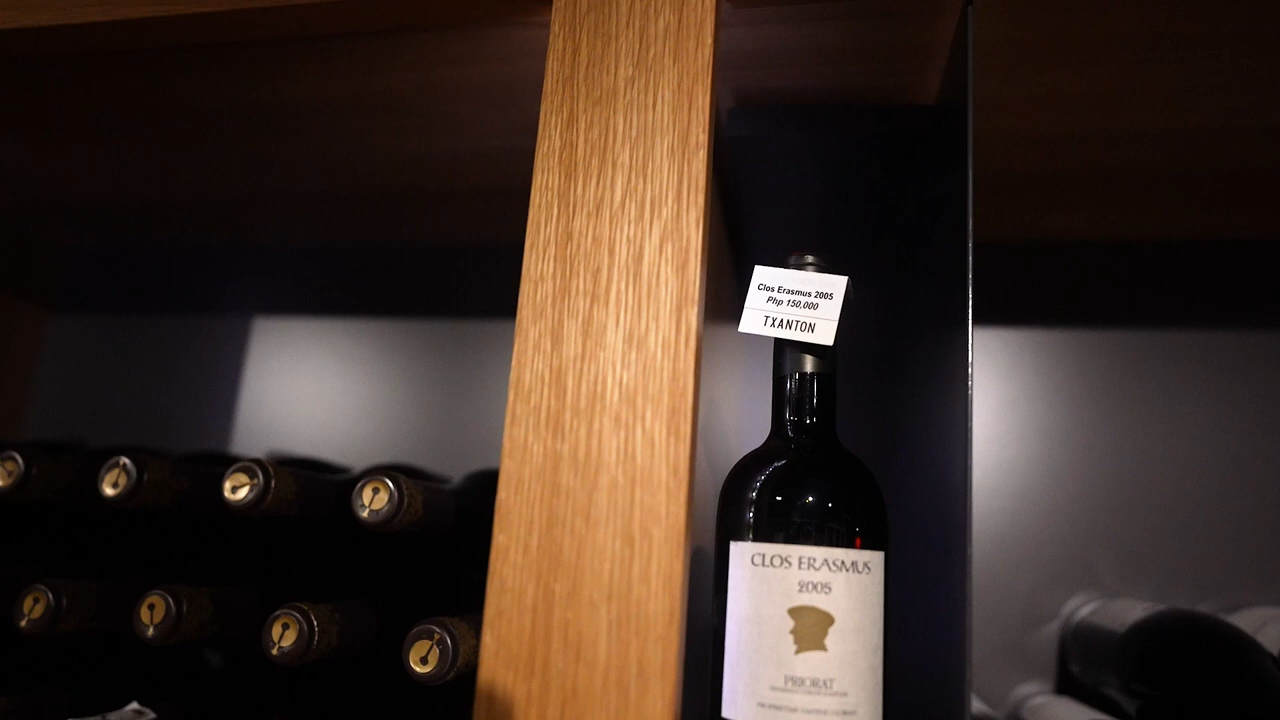 Clos Erasmus 2005
Php 150,000
TXANTON
CLOS ERASMUS
2005
PRIORAT